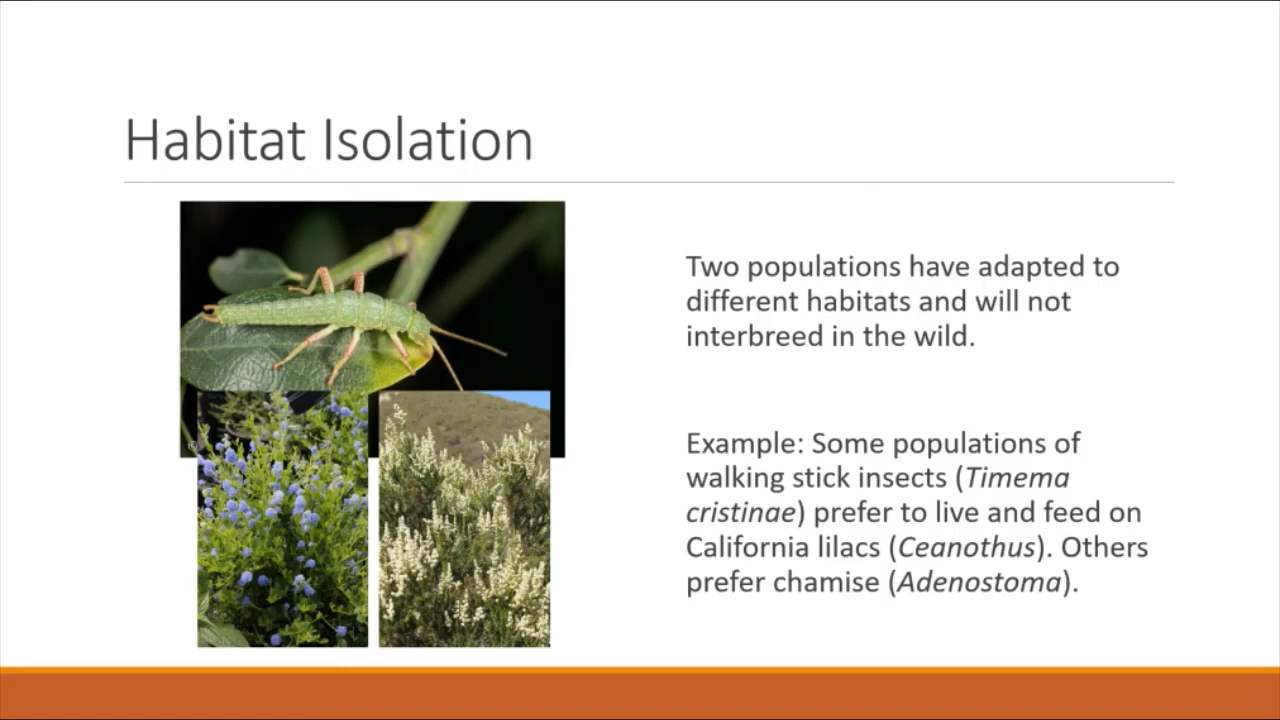 Habitat Isolation
Two populations have adapted to
different habitats and will not
interbreed in the wild.
Example: Some populations of
walking stick insects (Timema
cristinae) prefer to live and feed on
California lilacs (Ceanothus). Others
prefer chamise (Adenostoma).